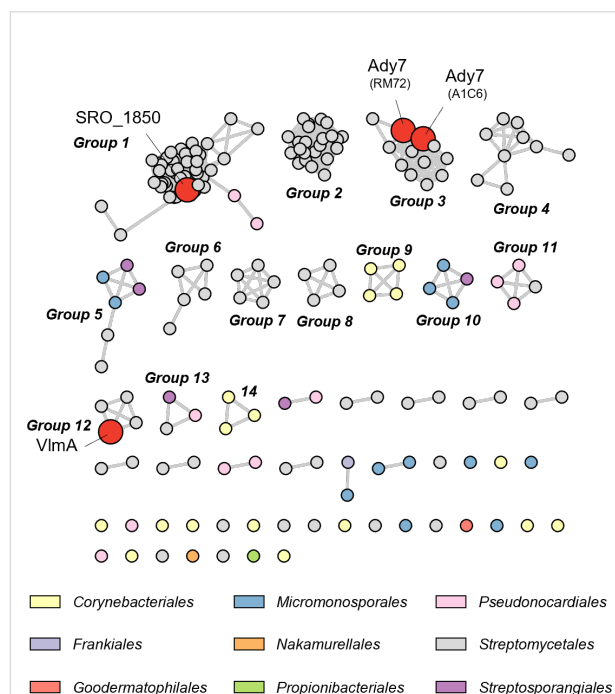 Ady7
(RM72)
Ady7
(A1C6)
SRO_1850
Group 1
Group 2
Group 3
Group 4
Group 5
Group 6
Group 7
Group 8
Group 9
Group 10
Group 11
Group 12
VlmA
Group 13
14
Corynebacteriales
Micromonosporales
Pseudonocardiales
Frankiales
Nakamurellales
Streptomycetales
Goodermatophilales
Propionibacteriales
Streptosporangiales